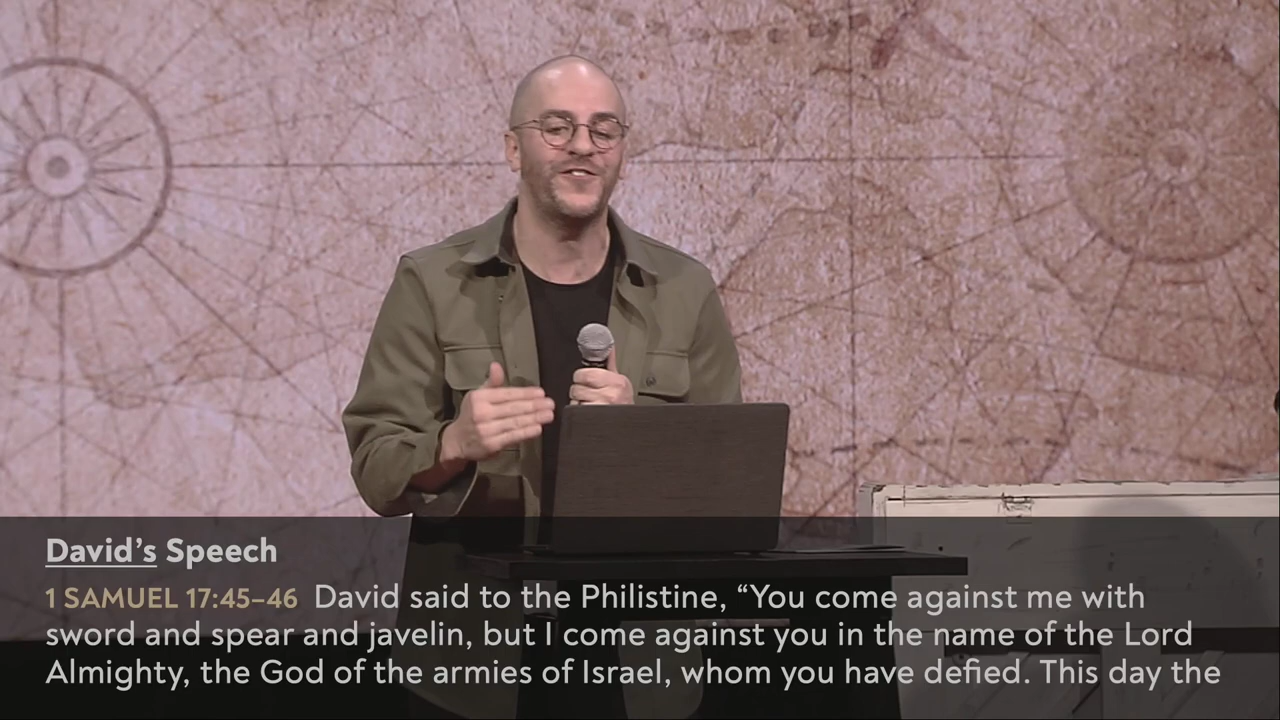 David's Speech
1 SAMUEL 17:45–46 David said to the Philistine, “You come against me with
sword and spear and javelin, but I come against you in the name of the Lord
Almighty, the God of the armies of Israel, whom you have defied. This day the